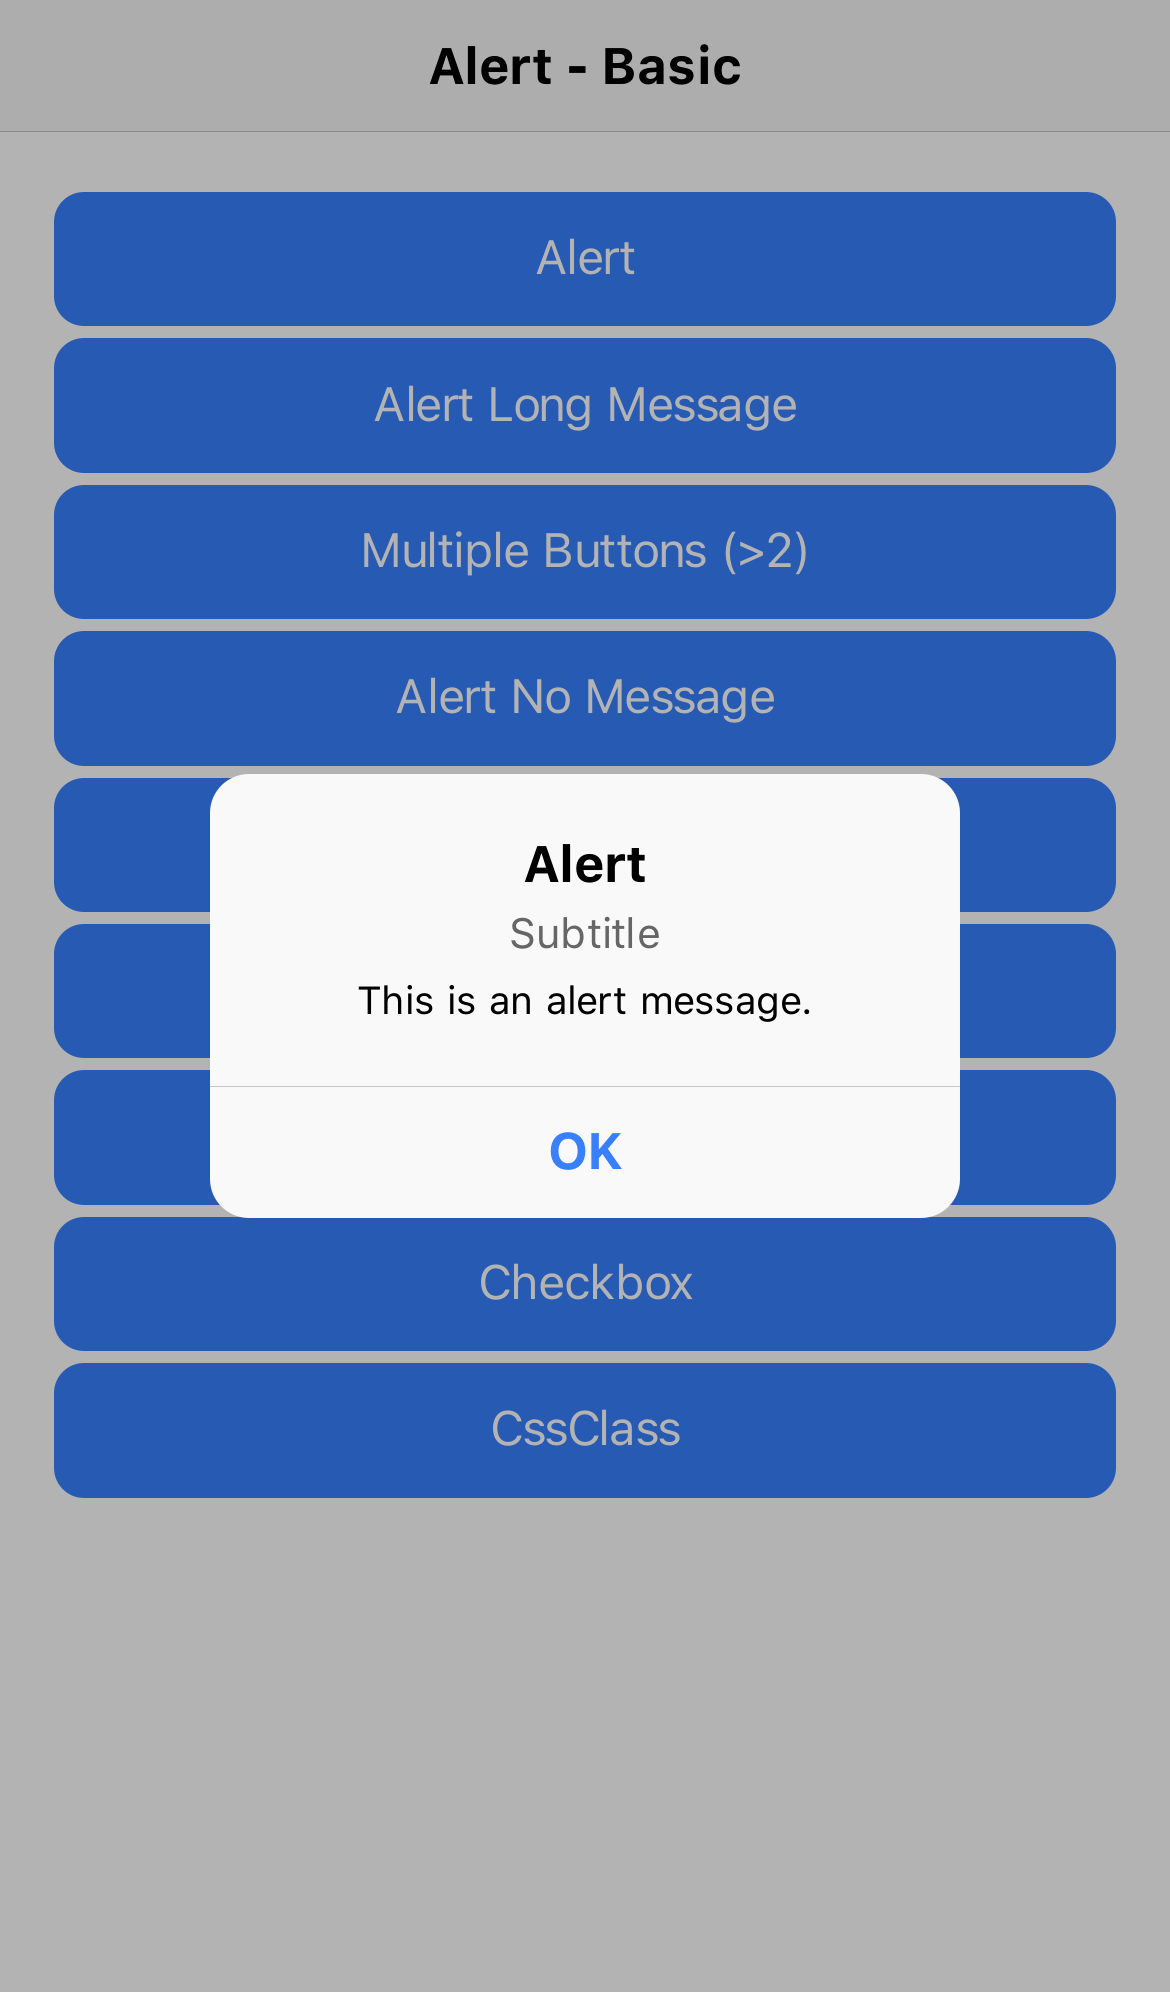 Alert - Basic
Alert
Alert Long Message
Multiple Buttons (>2)
Alert No Message
Alert
Subtitle
This is an alert message.
OK
Checkbox
CssClass